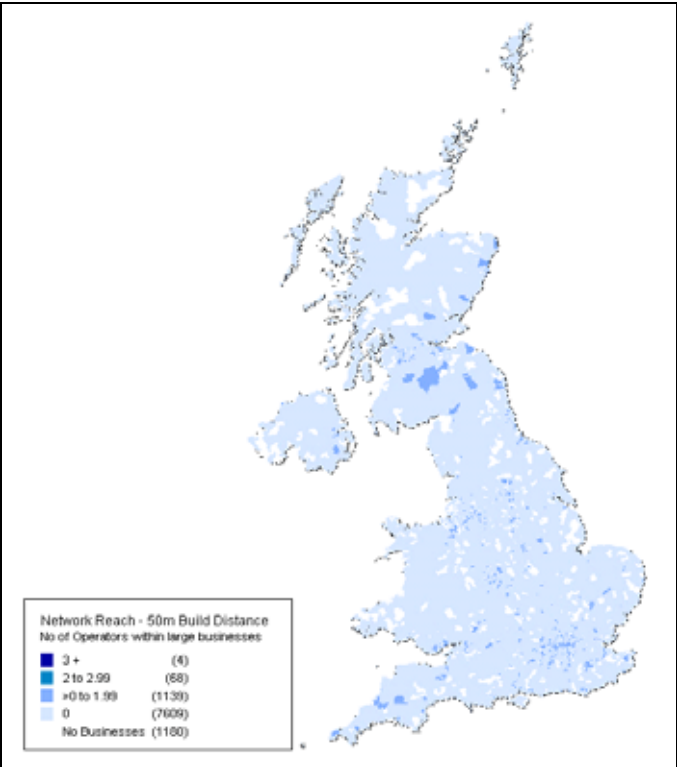 Network Reach - 50m Build Distance
No of Operators within large businesses
3 + (4)
2 to 2.99 (68)
>0 to 1.99 (1139)
0 (7609)
No Businesses (1180)